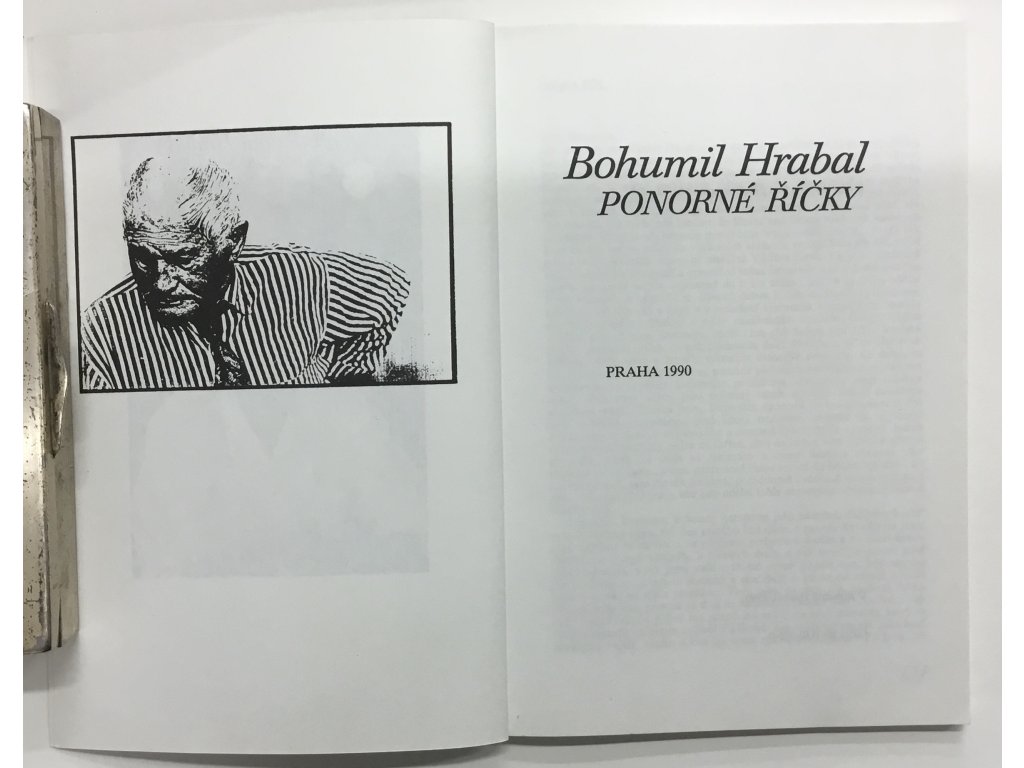 Bohumil Hrabal
PONORNÉ ŘÍČKY
PRAHA 1990